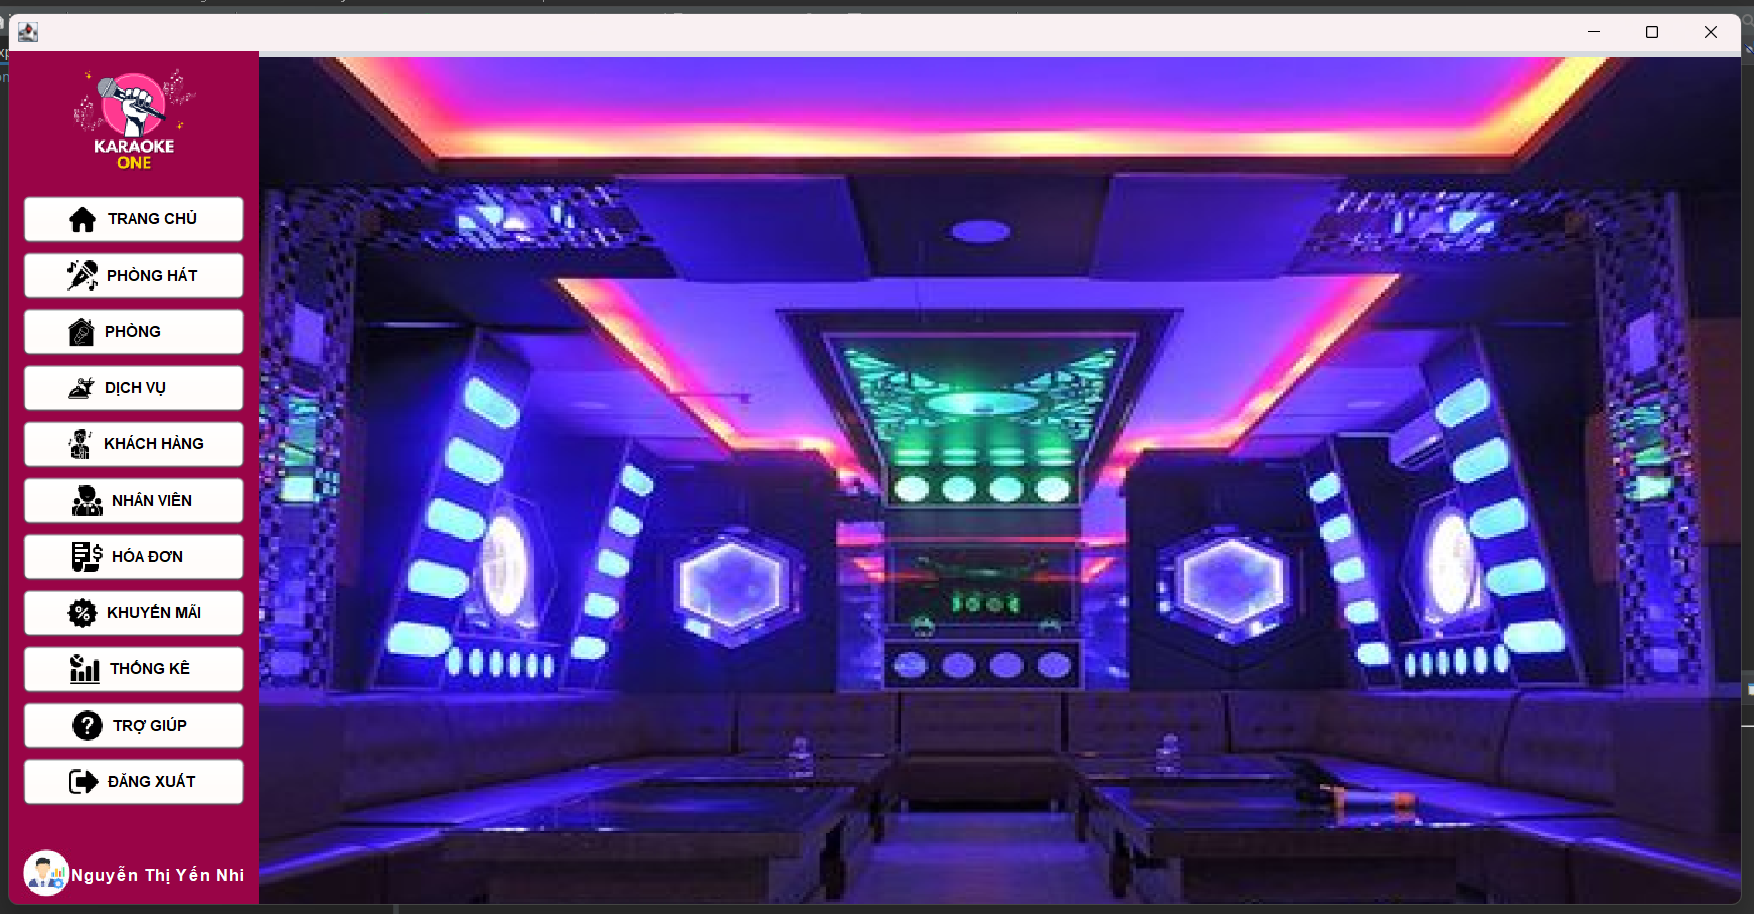 KARAOKE
ONE
TRANG CHỦ
PHÒNG HÁT
PHÒNG
DỊCH VỤ
KHÁCH HÀNG
NHÂN VIÊN
HÓA ĐƠN
KHUYẾN MÃI
THỐNG KÊ
TRỢ GIÚP
ĐĂNG XUẤT
Nguyễn Thị Yến Nhi